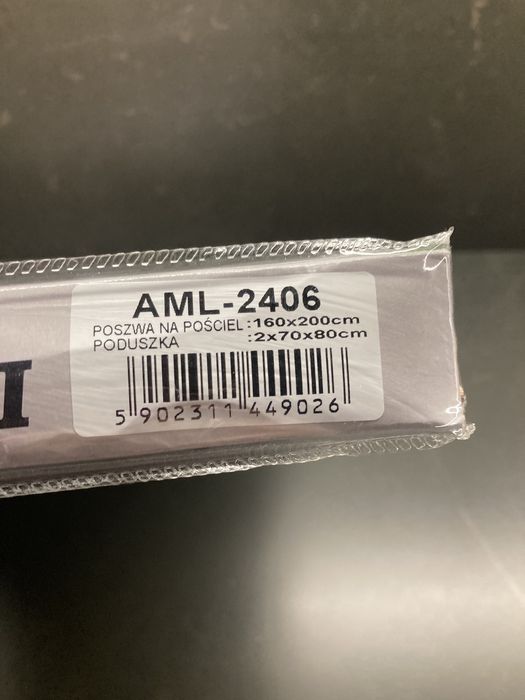 AML-2406
POSZWA NA POŚCIEL :160x200cm
PODUSZKA :2x70x80cm
5 902311 449026
I